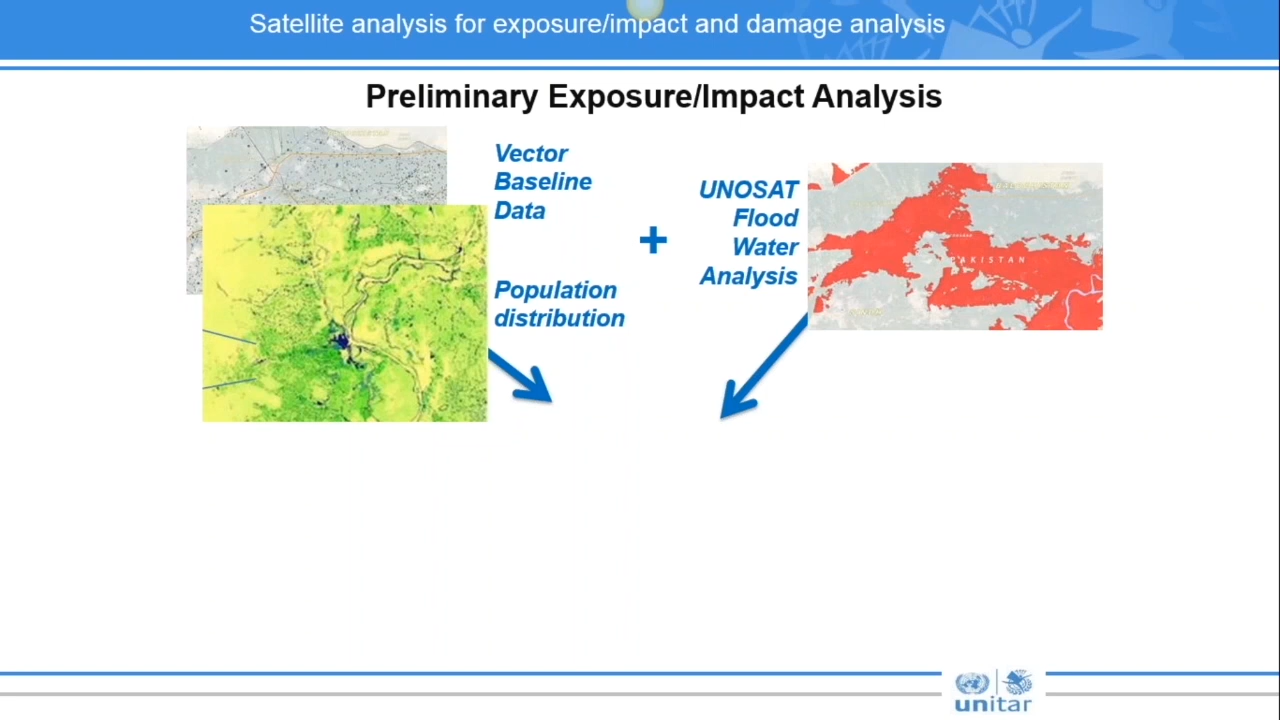 Satellite analysis for exposure/impact and damage analysis
Preliminary Exposure/Impact Analysis
Vector
Baseline
Data
Population
distribution
+
UNOSAT
Flood
Water
Analysis
PAKISTAN
unitar